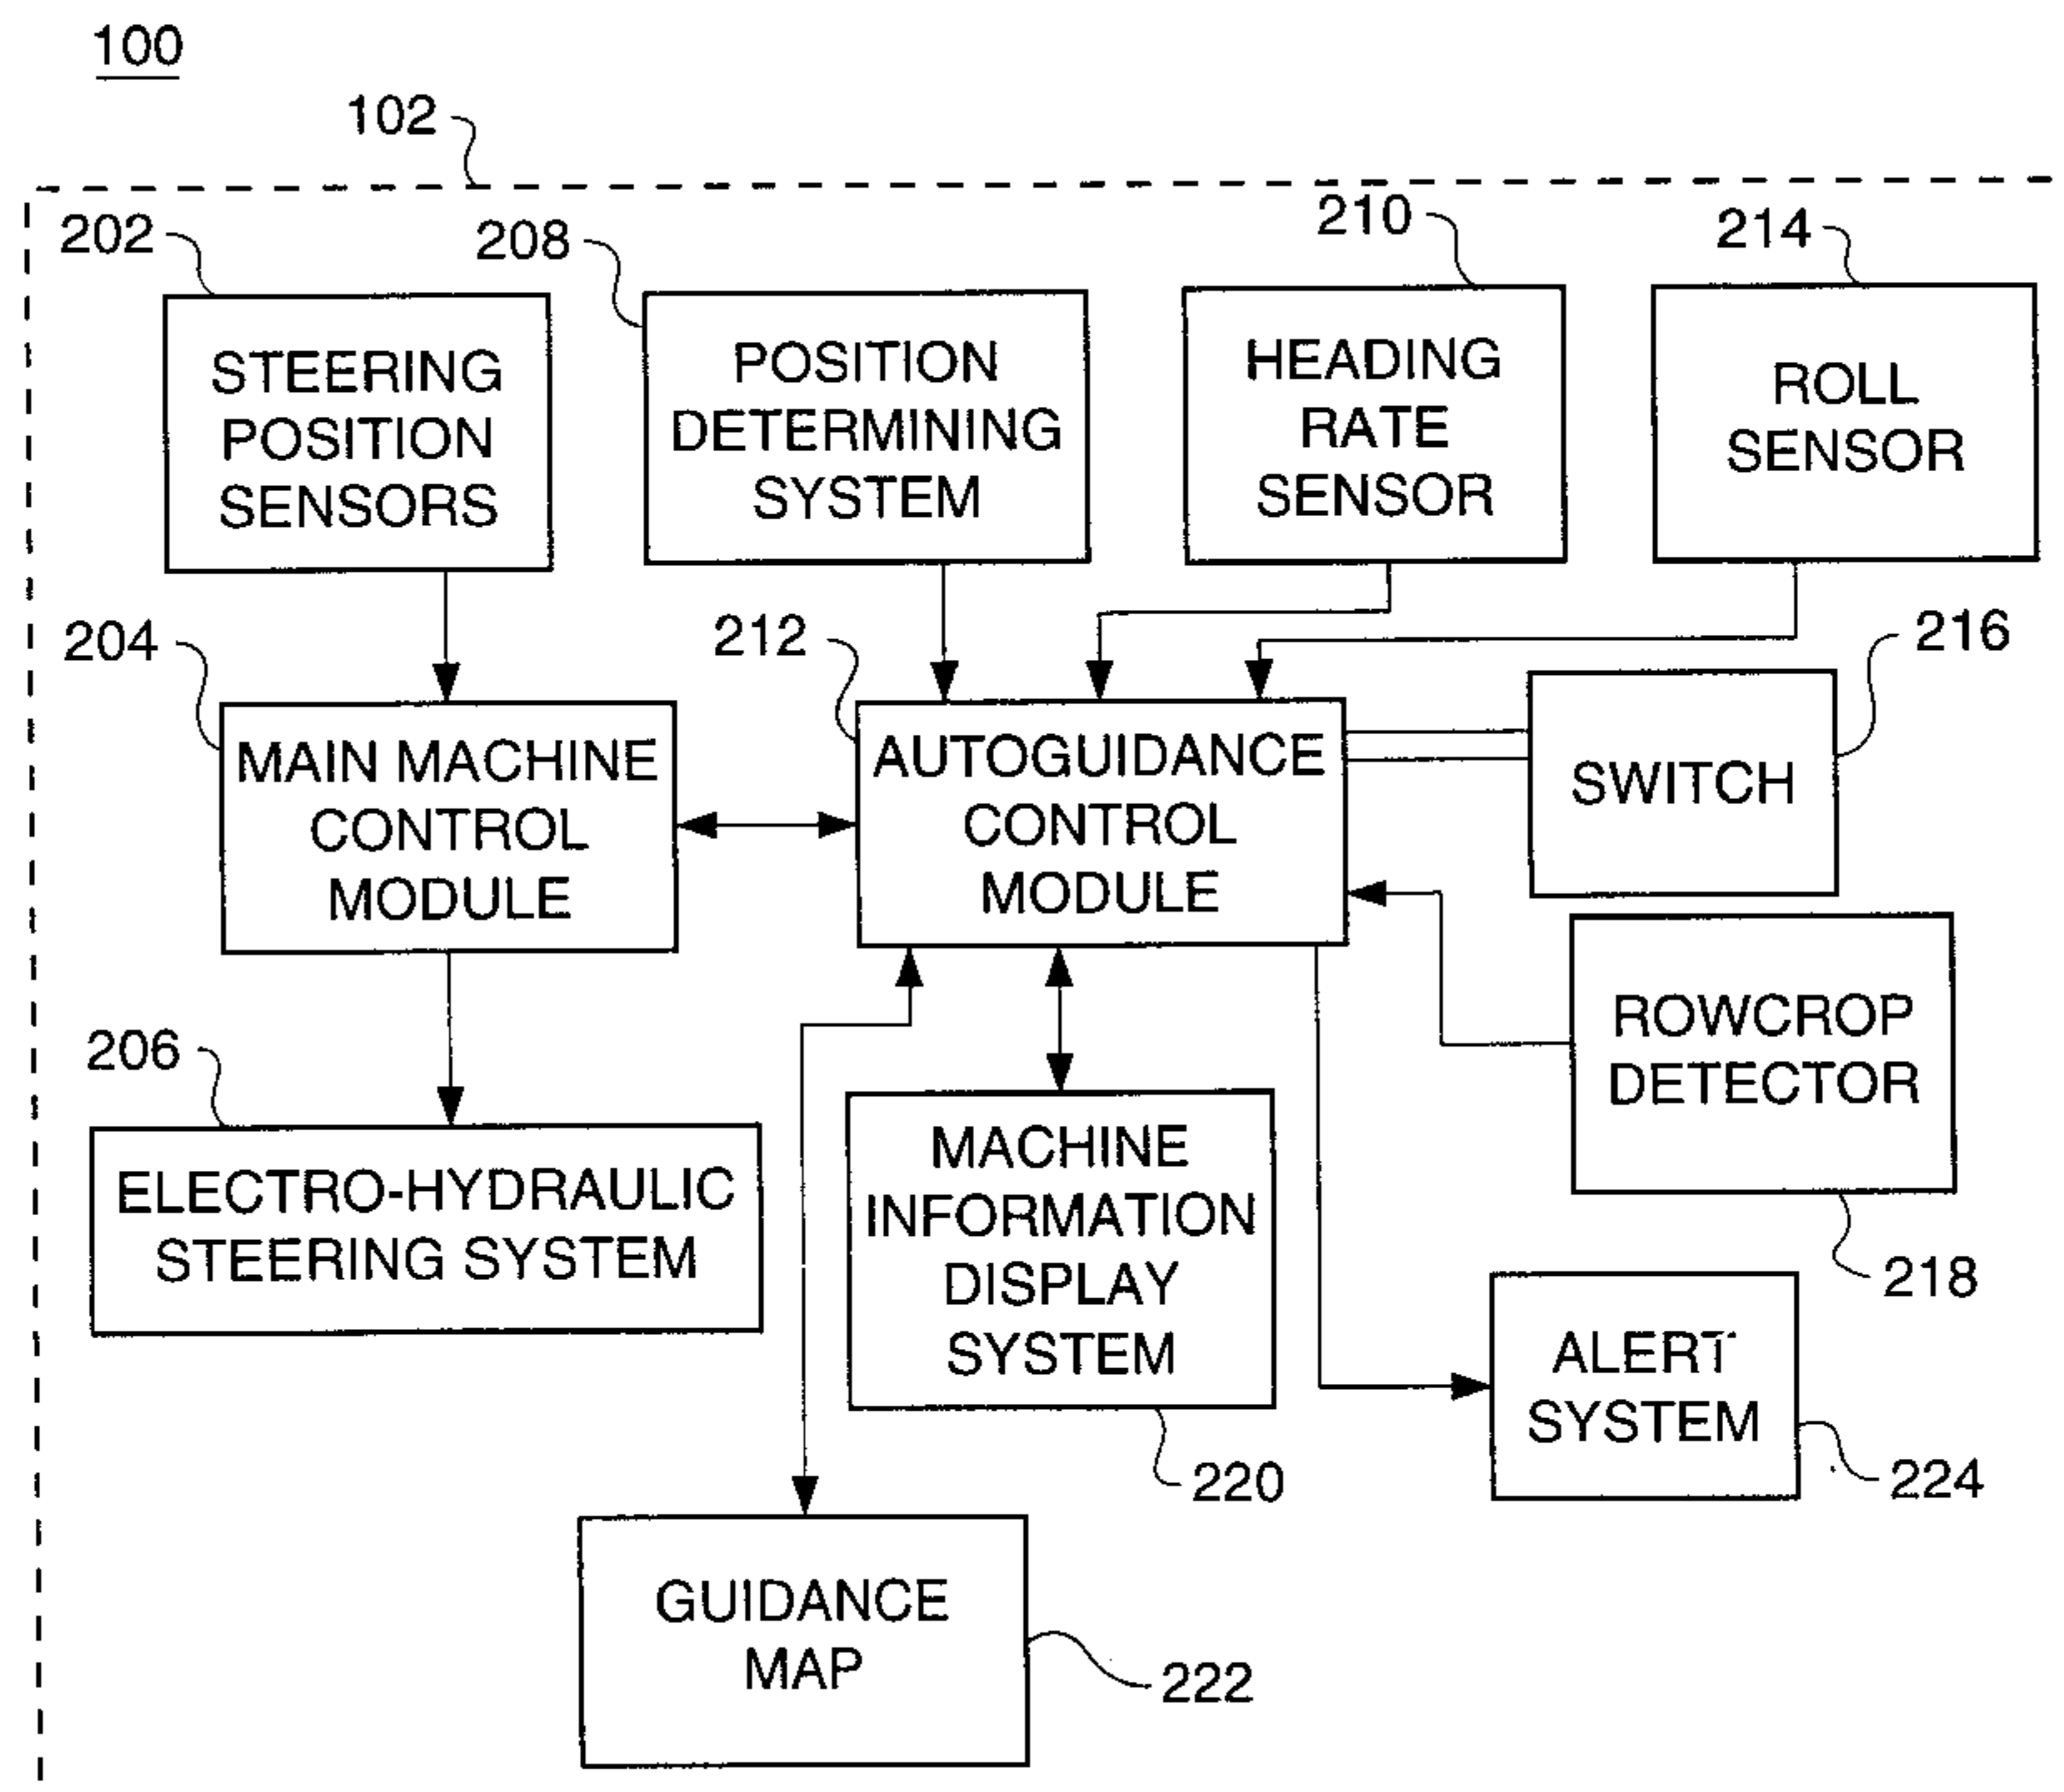 100
102
202
208
210
214
STEERING
POSITION
SENSORS
POSITION
DETERMINING
SYSTEM
HEADING
RATE
SENSOR
ROLL
SENSOR
204
212
216
MAIN MACHINE
CONTROL
MODULE
AUTOGUIDANCE
CONTROL
MODULE
SWITCH
206
ROWCROP
DETECTOR
218
ELECTRO-HYDRAULIC
STEERING SYSTEM
MACHINE
INFORMATION
DISPLAY
SYSTEM
220
ALERT
SYSTEM
224
GUIDANCE
MAP
222